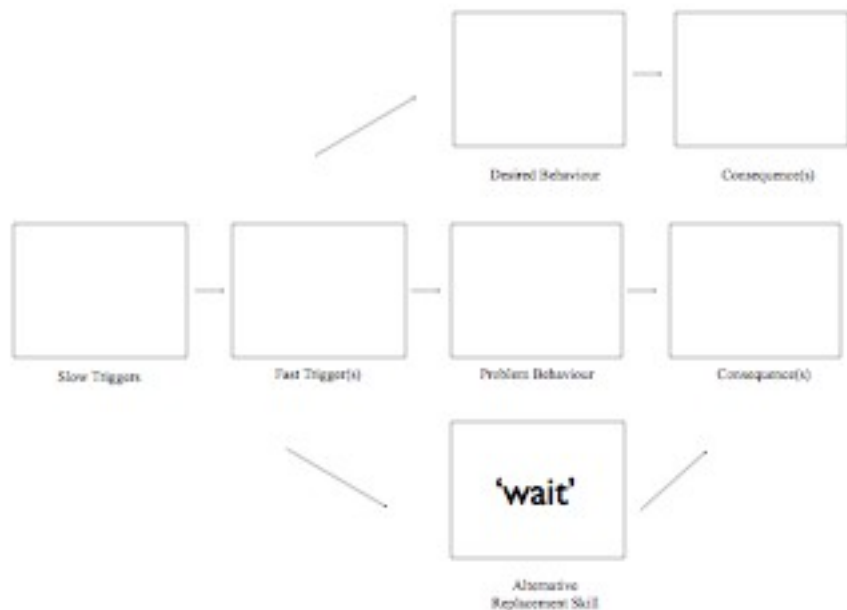 Desired Behaviour
Consequence(s)
Slow Triggers
Fast Trigger(s)
Problem Behaviour
Consequence(s)
‘wait’
Alternative
Replacement Skill